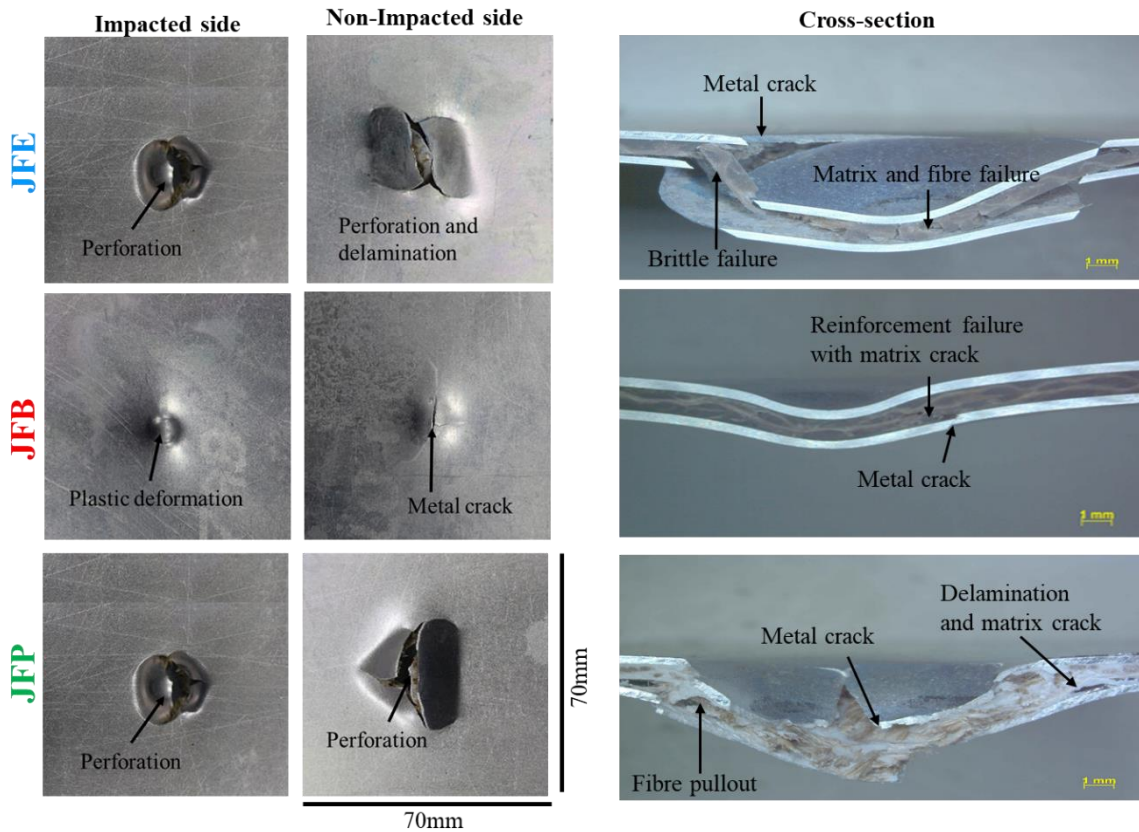 Impacted side
Non-Impacted side
Cross-section
JFE
Perforation
Perforation and
delamination
Metal crack
Matrix and fibre failure
Brittle failure
1 mm
JFB
Plastic deformation
Metal crack
Reinforcement failure
with matrix crack
Metal crack
1 mm
JFP
Perforation
Perforation
70mm
70mm
Delamination
and matrix crack
Metal crack
Fibre pullout
1 mm